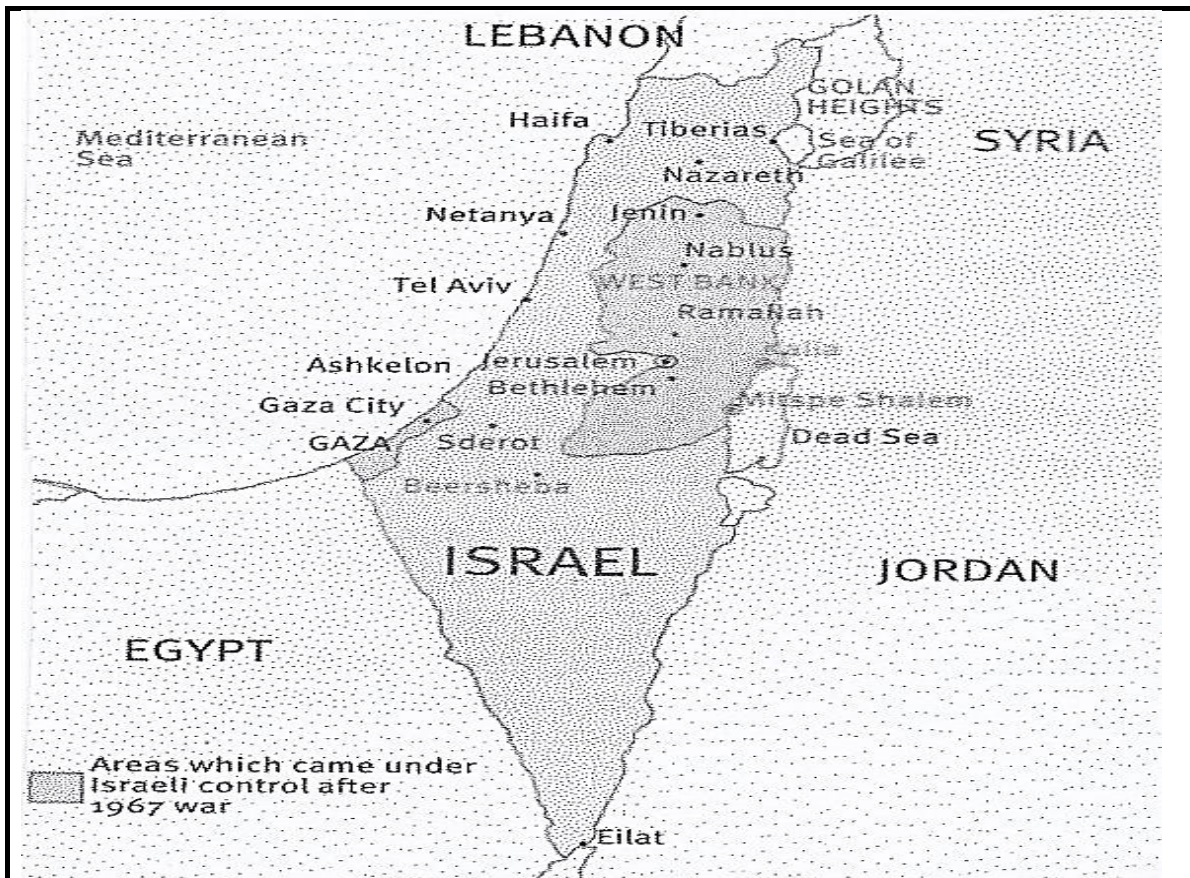 LEBANON
GOLAN
HEIGHTS
Haifa
Tiberias
Mediterranean
Sea
Sea of
Galilee
SYRIA
Nazareth
Netanya
Jenin
Nablus
Tel Aviv
WEST BANK
Ramallah
Kalia
Ashkelon
Jerusalem
Bethlehem
Gaza City
Mitspe Shalem
GAZA
Sderot
Dead Sea
Beersheba
ISRAEL
JORDAN
EGYPT
Areas which came under
Israeli control after
1967 war
Eilat